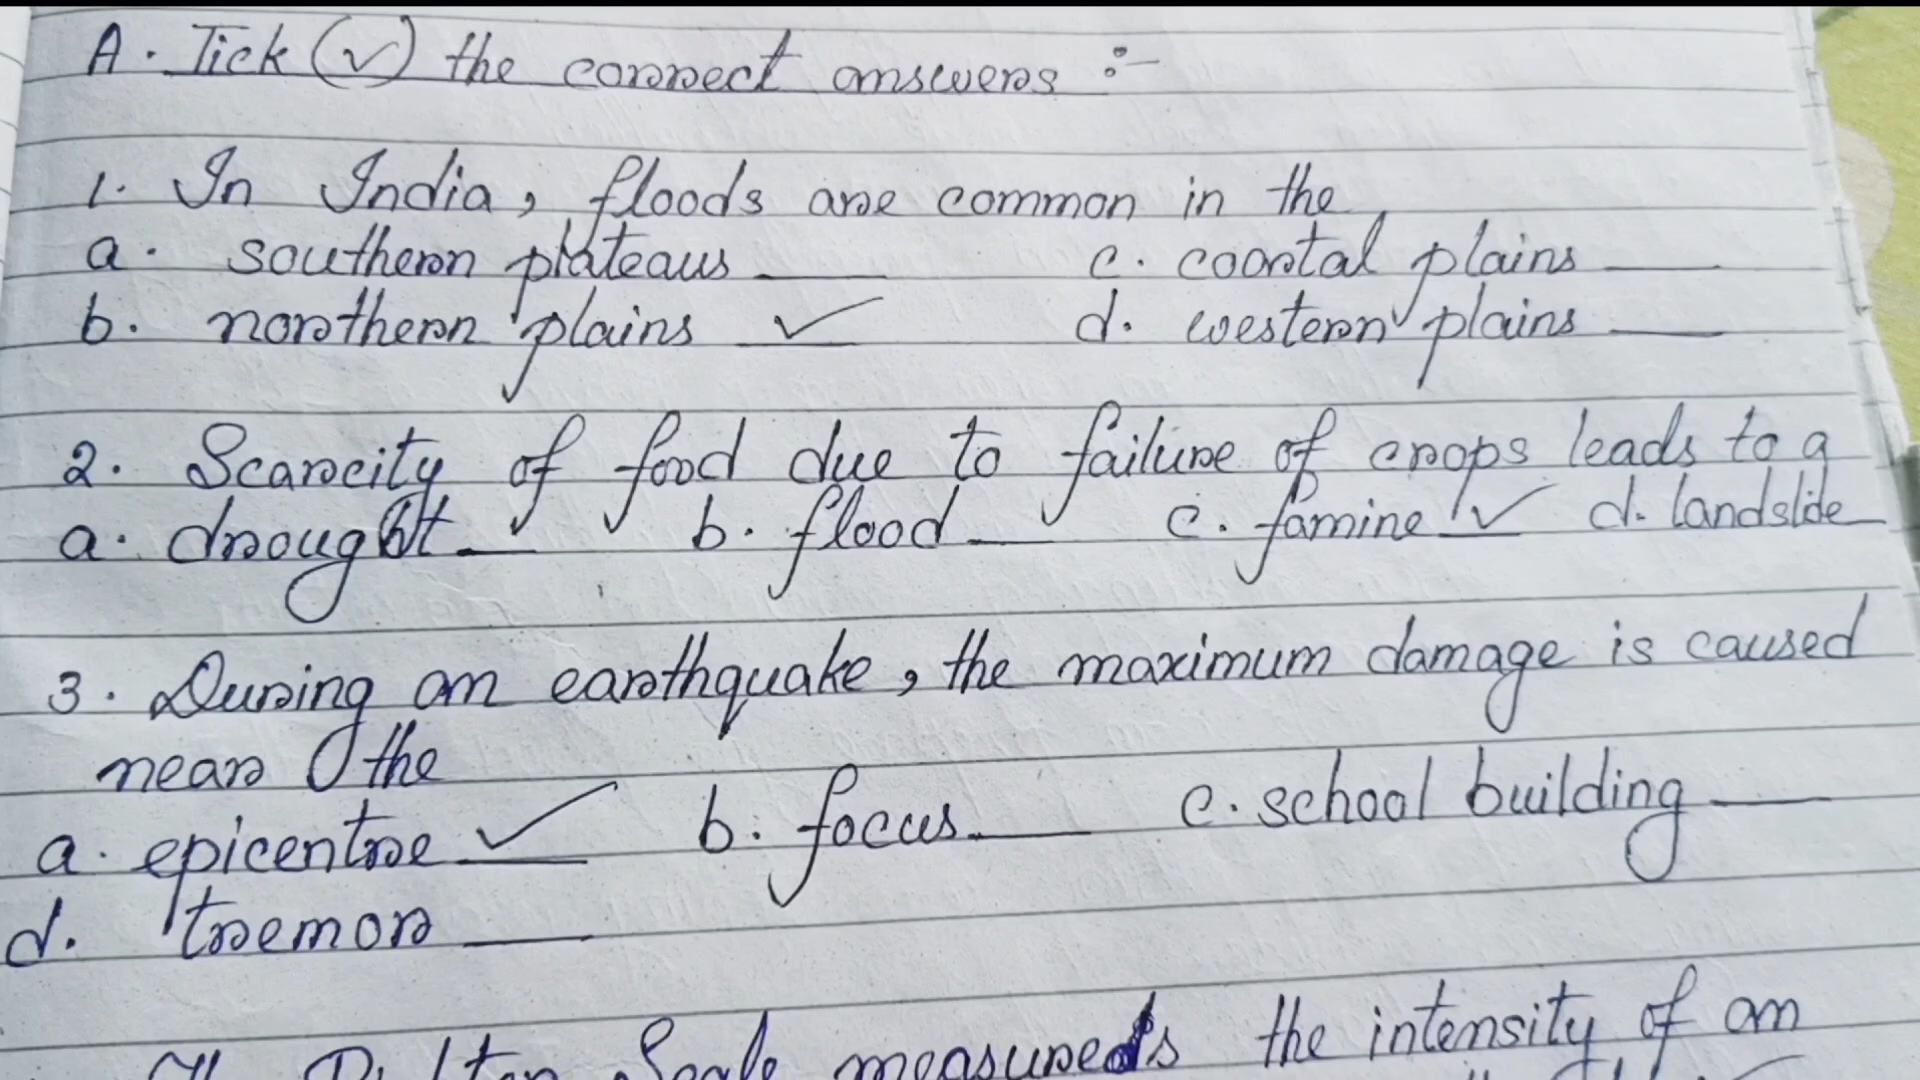 A. Tick (✓) the correct answers :-
1. In India, floods are common in the
a. southern plateaus ___ c. coastal plains ___
b. northern plains ✓ d. western plains ___
2. Scarcity of food due to failure of crops leads to a
a. drought ___ b. flood ___ c. famine ✓ d. landslide
3. During an earthquake, the maximum damage is caused
near the
a. epicentre ✓ b. focus ___ c. school building ___
d. tremor ___
measures the intensity of an